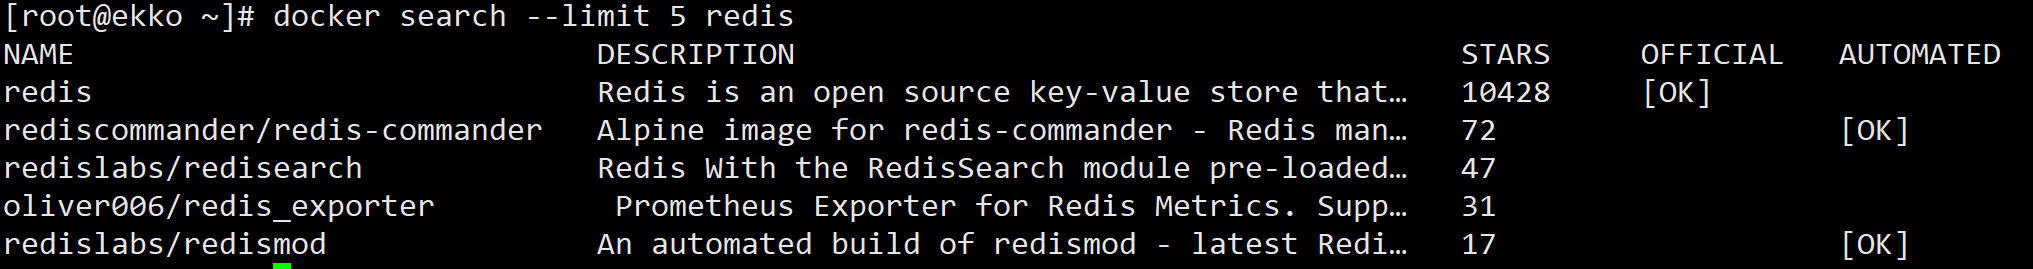 [root@ekko ~]# docker search --limit 5 redis
NAME DESCRIPTION STARS OFFICIAL AUTOMATED
redis Redis is an open source key-value store that… 10428 [OK]
rediscommander/redis-commander Alpine image for redis-commander - Redis man… 72 [OK]
redislabs/redisearch Redis With the RedisSearch module pre-loaded… 47
oliver006/redis_exporter Prometheus Exporter for Redis Metrics. Supp… 31
redislabs/redismod An automated build of redismod - latest Redi… 17 [OK]